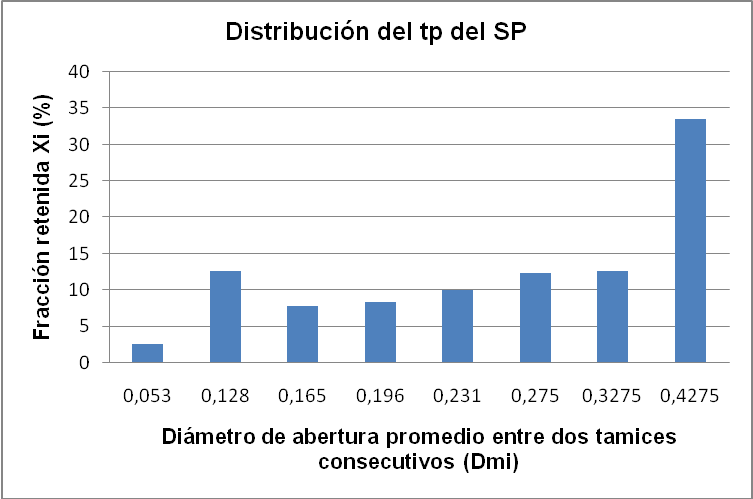 Distribución del tp del SP
Fracción retenida Xi (%)
40
35
30
25
20
15
10
5
0
0,053 0,128 0,165 0,196 0,231 0,275 0,3275 0,4275
Diámetro de abertura promedio entre dos tamices
consecutivos (Dmi)